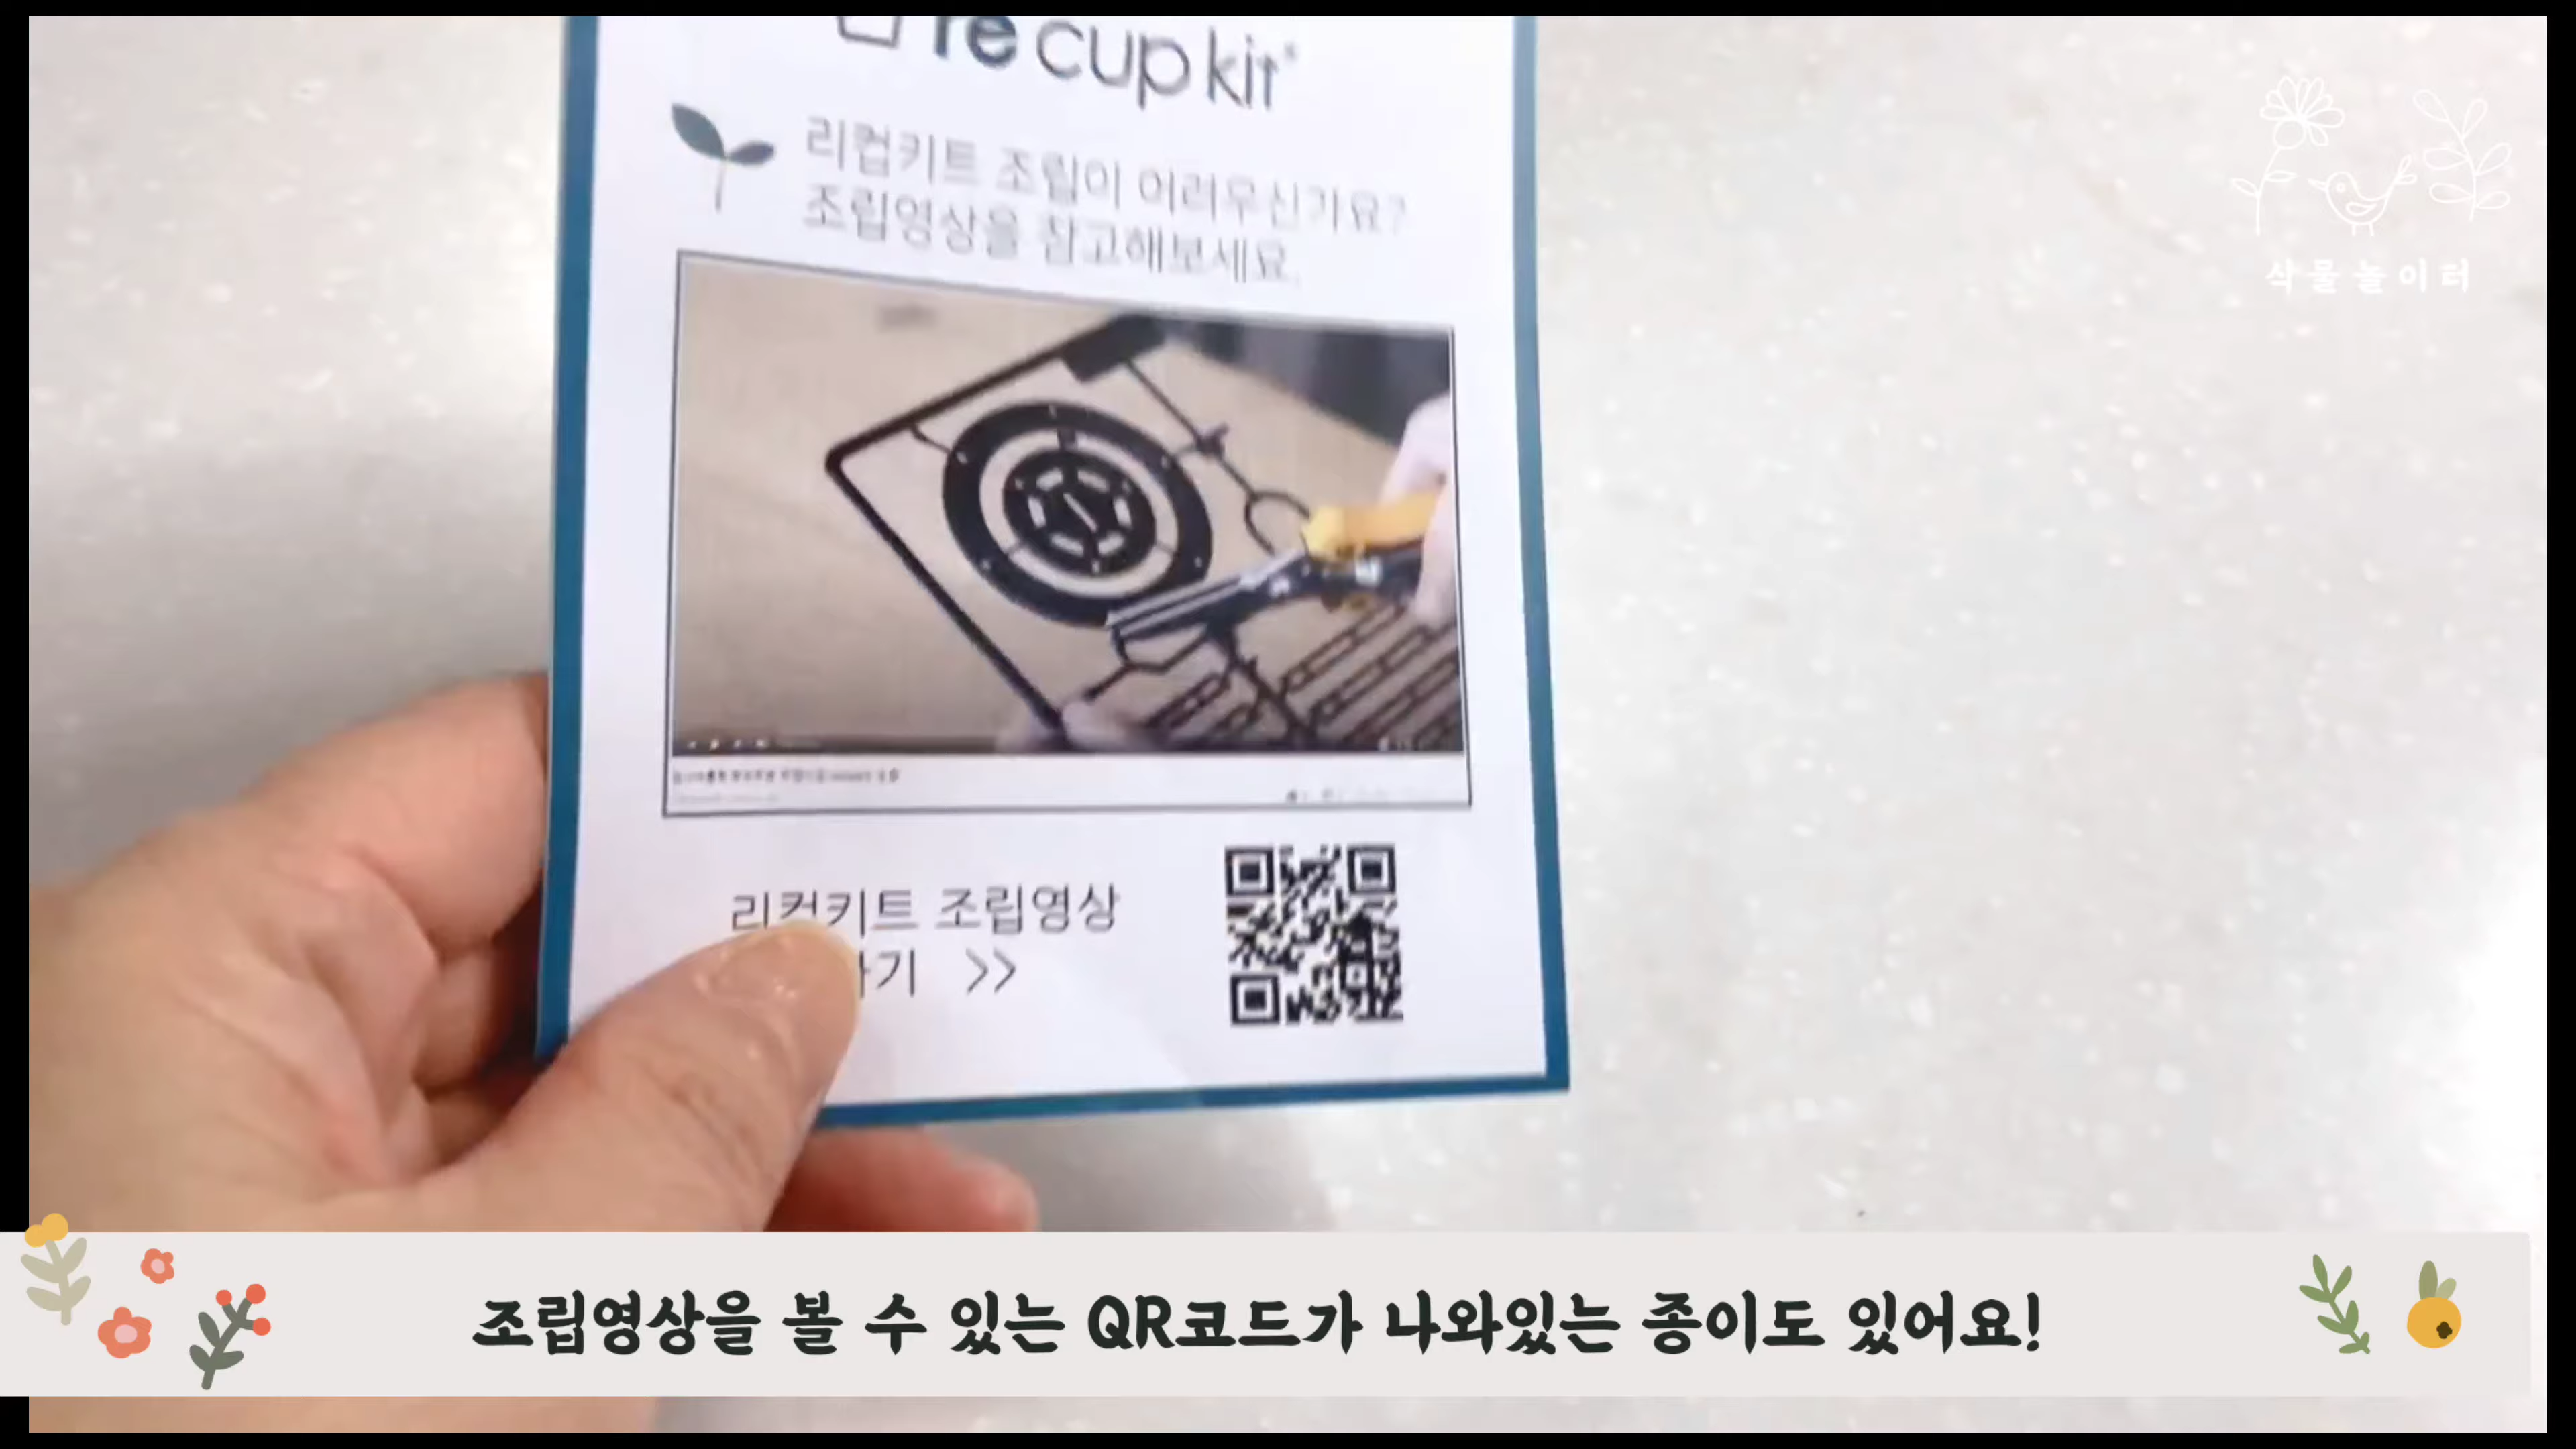 re cup kit
리컵키트 조립이 어려우신가요?
조립영상을 참고해보세요.
식물놀이터
리컵키트 조립영상
>>
조립영상을 볼 수 있는 QR코드가 나와있는 종이도 있어요!